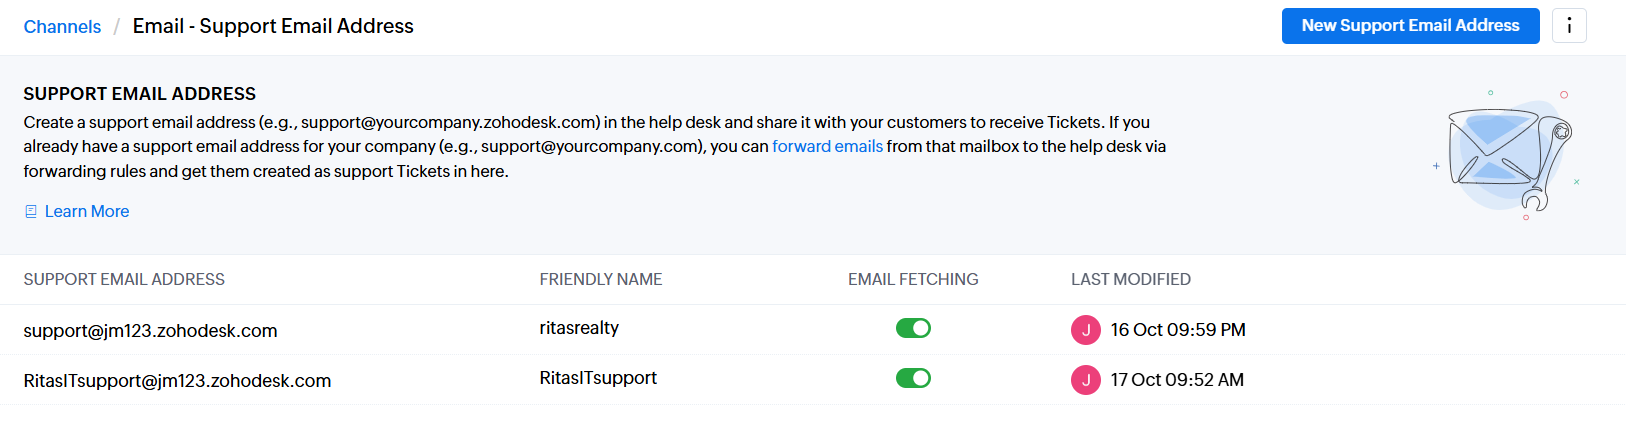 Channels / Email - Support Email Address
New Support Email Address
i
SUPPORT EMAIL ADDRESS
Create a support email address (e.g., support@yourcompany.zohodesk.com) in the help desk and share it with your customers to receive Tickets. If you
already have a support email address for your company (e.g., support@yourcompany.com), you can forward emails from that mailbox to the help desk via
forwarding rules and get them created as support Tickets in here.
Learn More
SUPPORT EMAIL ADDRESS FRIENDLY NAME EMAIL FETCHING LAST MODIFIED
support@jm123.zohodesk.com ritasrealty J 16 Oct 09:59 PM
RitasITsupport@jm123.zohodesk.com RitasITsupport J 17 Oct 09:52 AM